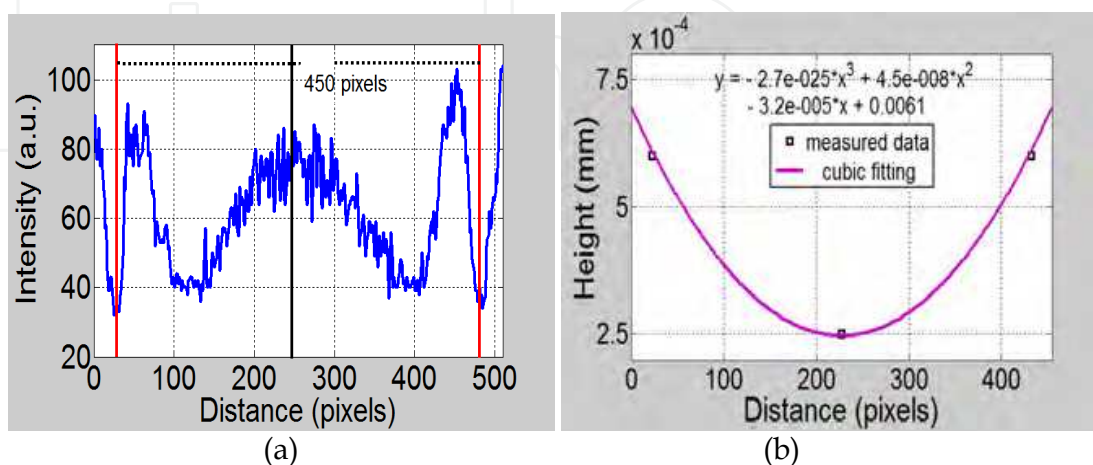 100
80
60
40
20
Intensity (a.u.)
450 pixels
0 100 200 300 400 500
Distance (pixels)
(a)
x 10⁻⁴
7.5
5
2.5
Height (mm)
y = - 2.7e-025*x³ + 4.5e-008*x²
- 3.2e-005*x + 0.0061
measured data
cubic fitting
0 100 200 300 400
Distance (pixels)
(b)